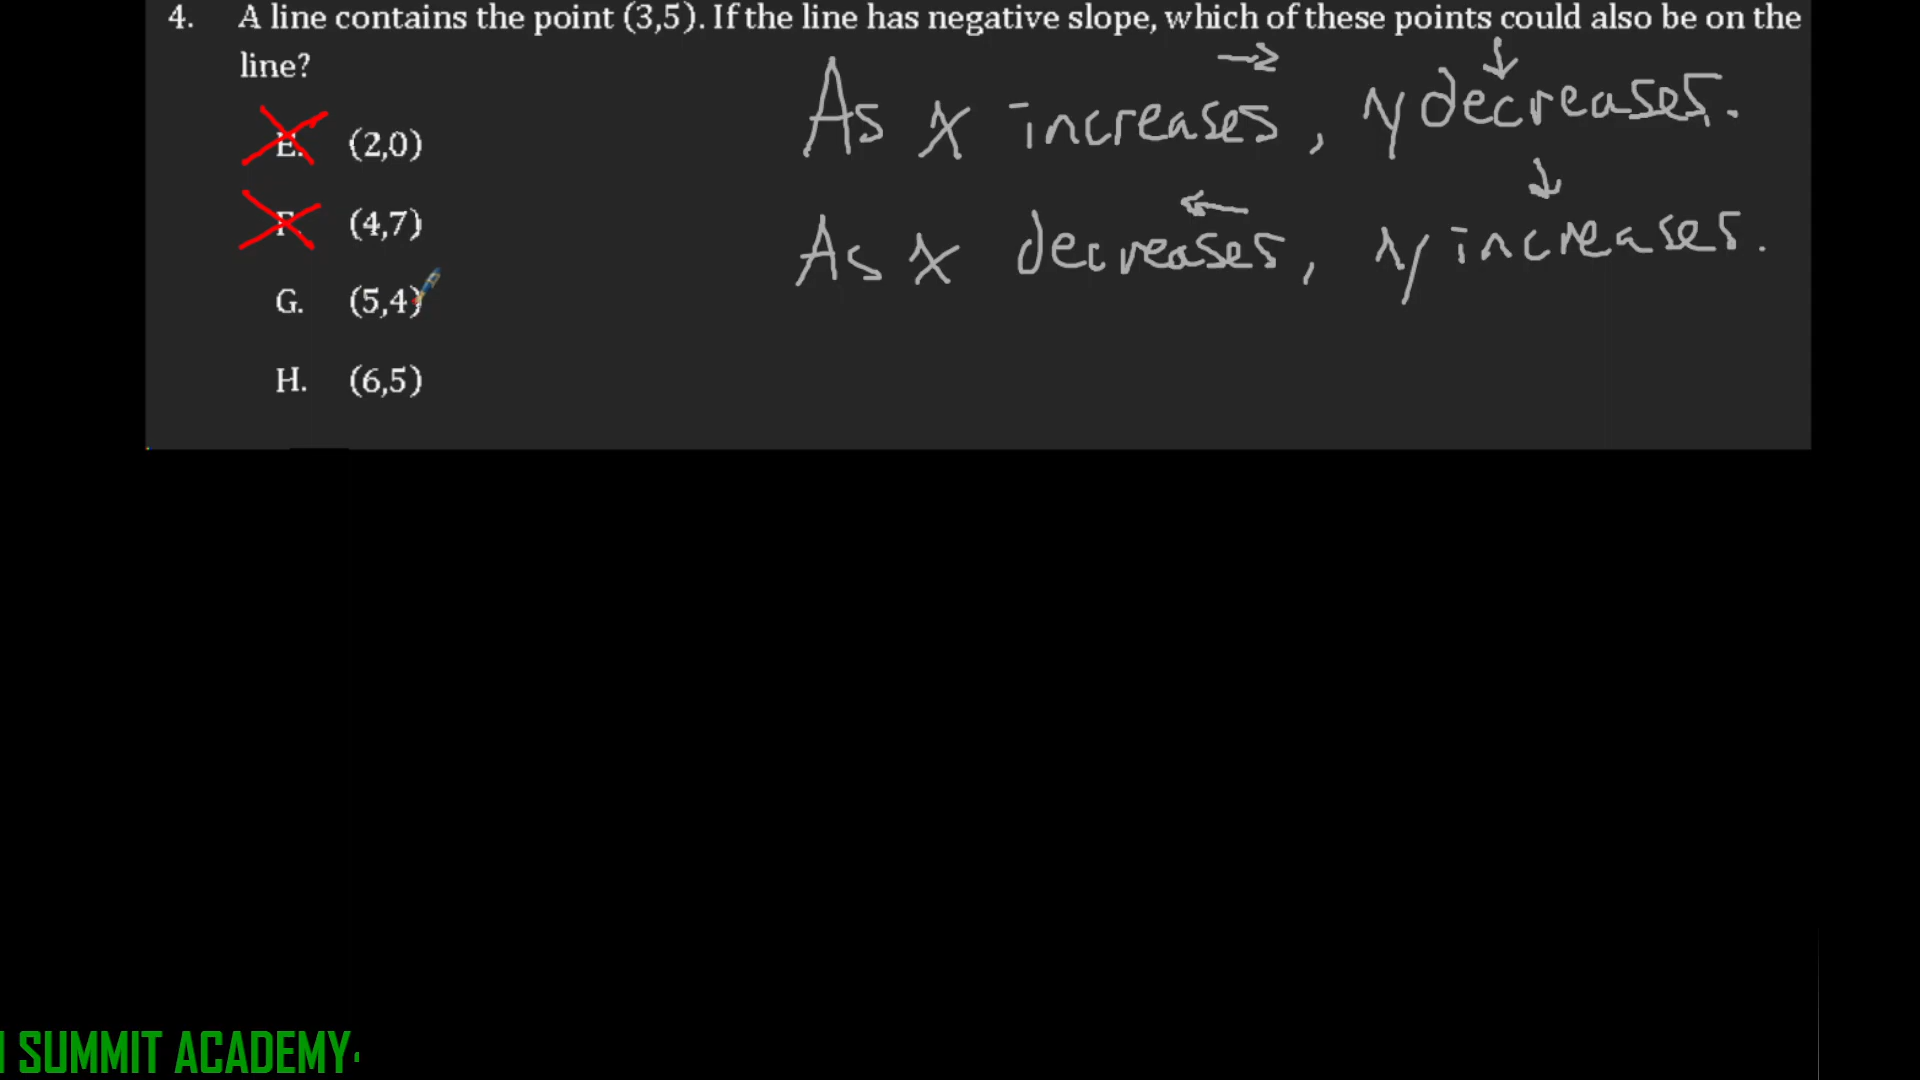 4. A line contains the point (3,5). If the line has negative slope, which of these points could also be on the
line?
E. (2,0)
F. (4,7)
G. (5,4)
H. (6,5)
As x increases, y decreases.
As x decreases, y increases.
SUMMIT ACADEMY